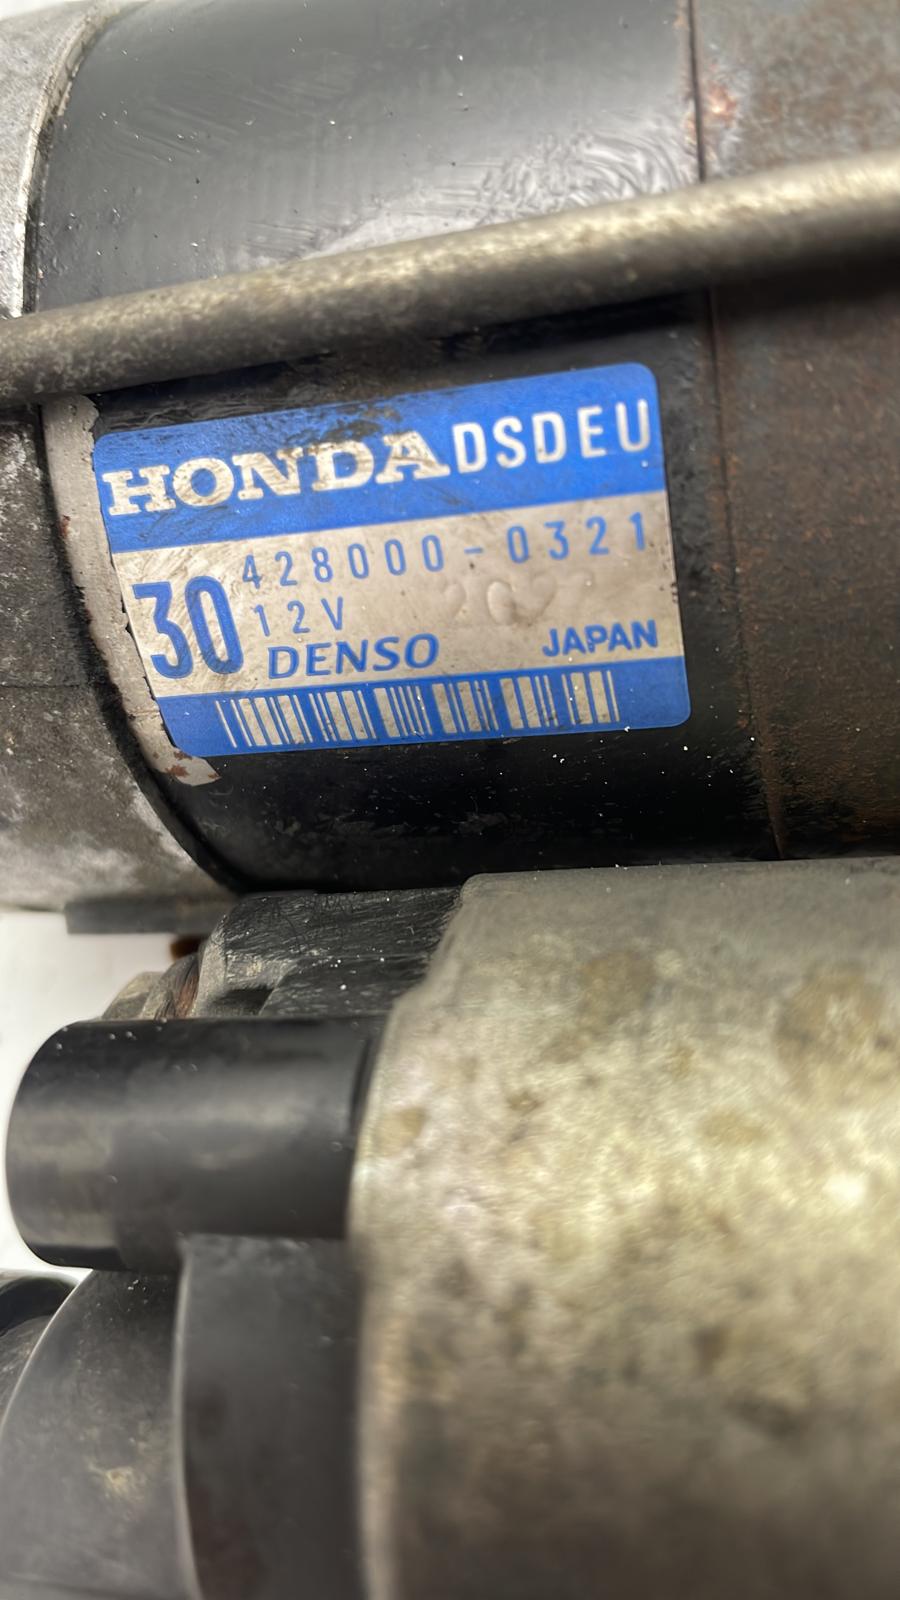 HONDA DSDEU
428000-0321
30 12V
DENSO JAPAN